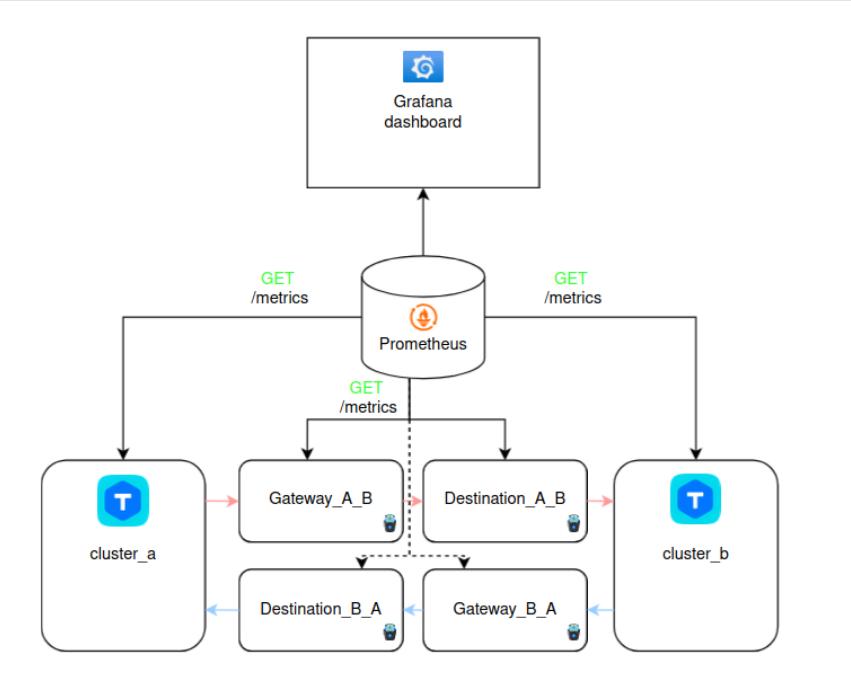 Grafana
dashboard
GET
/metrics
GET
/metrics
Prometheus
GET
/metrics
T
cluster_a
Gateway_A_B
Destination_A_B
T
cluster_b
Destination_B_A
Gateway_B_A